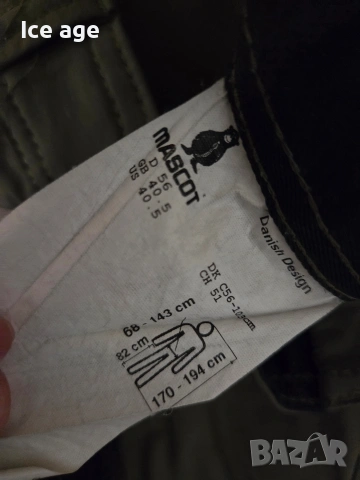 Ice age
MASCOT
D 56
GB 40.5
US 40.5
Danish Design
DK C56-108cm
CH 51
68 - 143 cm
82 cm
170 - 194 cm
BAZAR